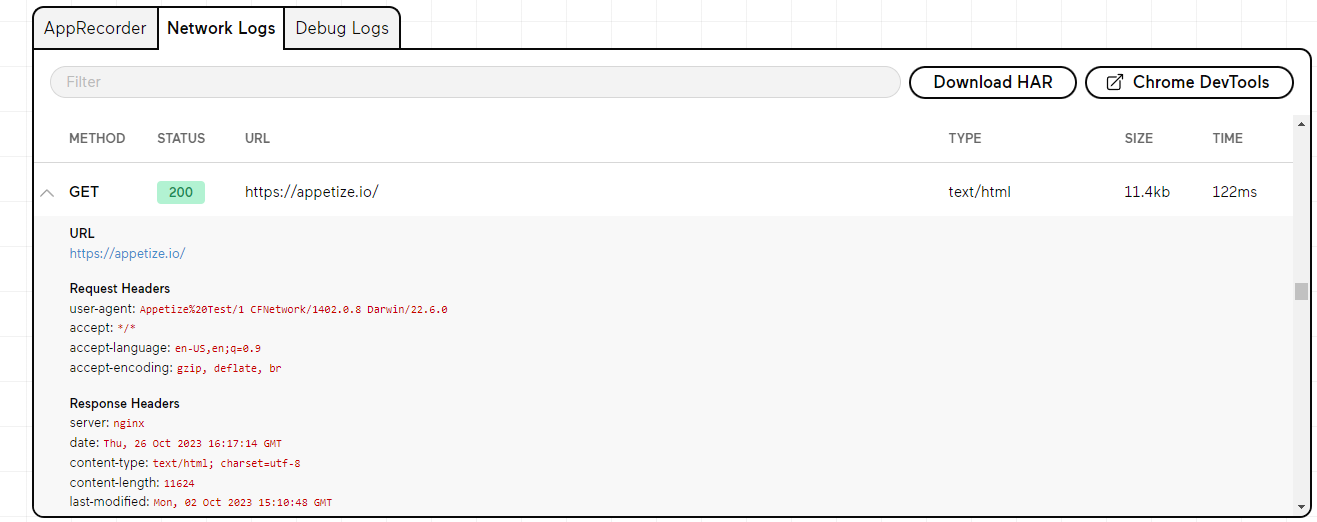 AppRecorder Network Logs Debug Logs
Filter Download HAR Chrome DevTools
METHOD STATUS URL TYPE SIZE TIME
GET 200 https://appetize.io/ text/html 11.4kb 122ms
URL
https://appetize.io/
Request Headers
user-agent: Appetize%20Test/1 CFNetwork/1402.0.8 Darwin/22.6.0
accept: */*
accept-language: en-US,en;q=0.9
accept-encoding: gzip, deflate, br
Response Headers
server: nginx
date: Thu, 26 Oct 2023 16:17:14 GMT
content-type: text/html; charset=utf-8
content-length: 11624
last-modified: Mon, 02 Oct 2023 15:10:48 GMT